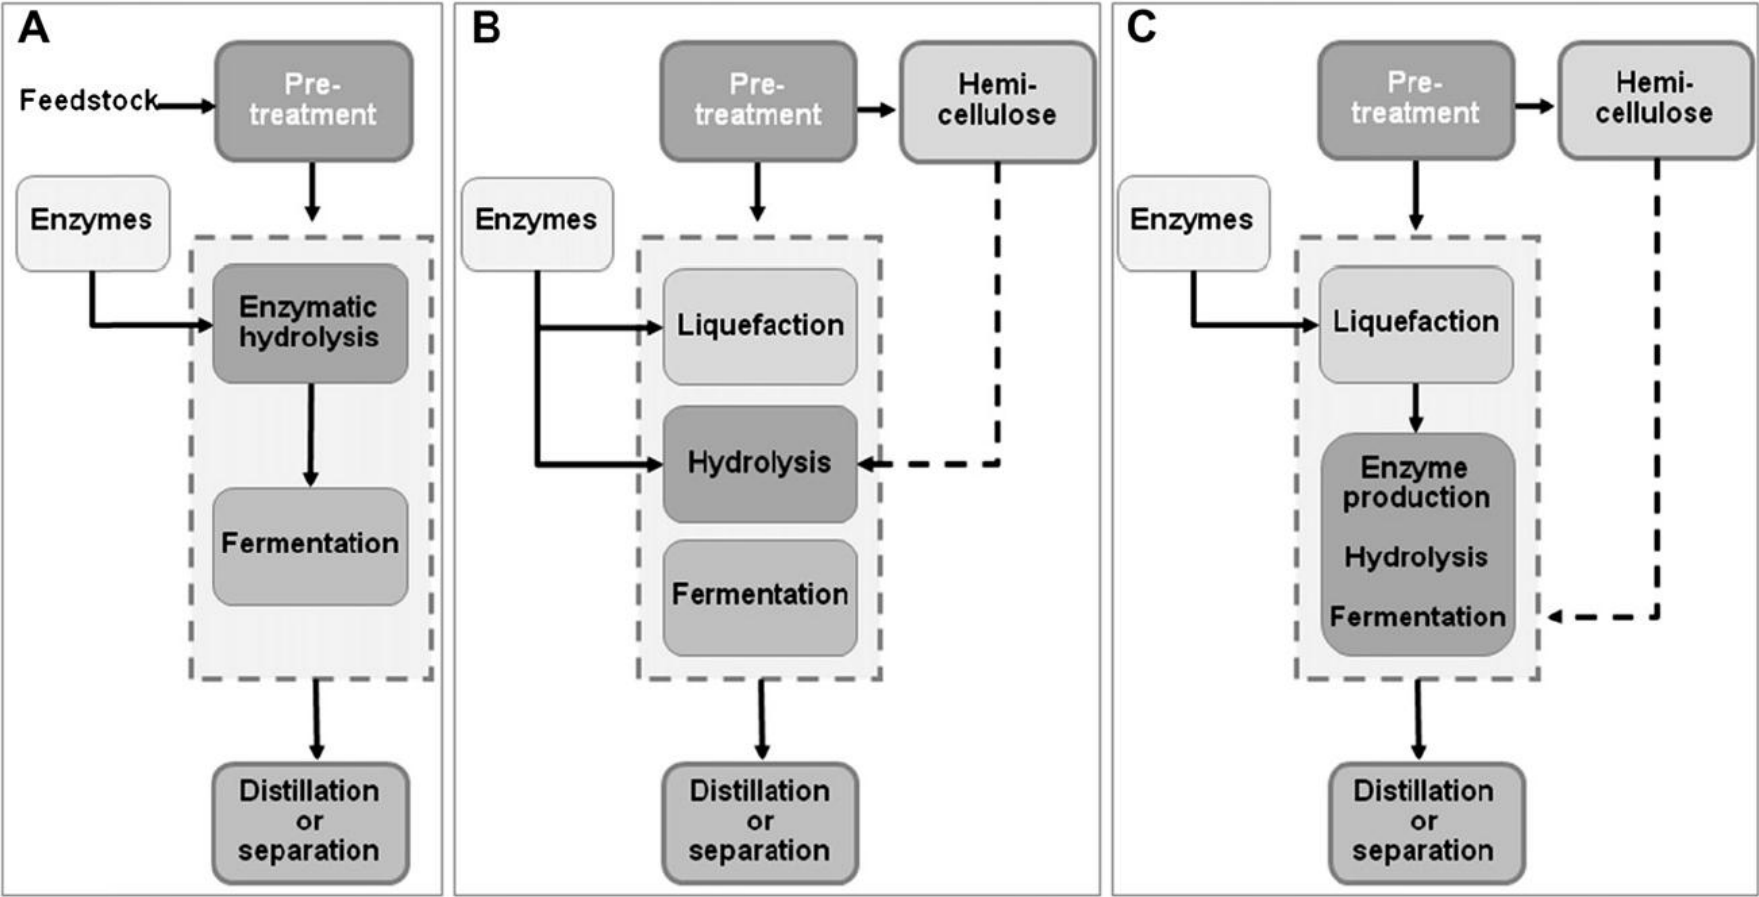 A
Feedstock
Pre-
treatment
Enzymes
Enzymatic
hydrolysis
Fermentation
Distillation
or
separation
B
Pre-
treatment
Hemi-
cellulose
Enzymes
Liquefaction
Hydrolysis
Fermentation
Distillation
or
separation
C
Pre-
treatment
Hemi-
cellulose
Enzymes
Liquefaction
Enzyme
production
Hydrolysis
Fermentation
Distillation
or
separation